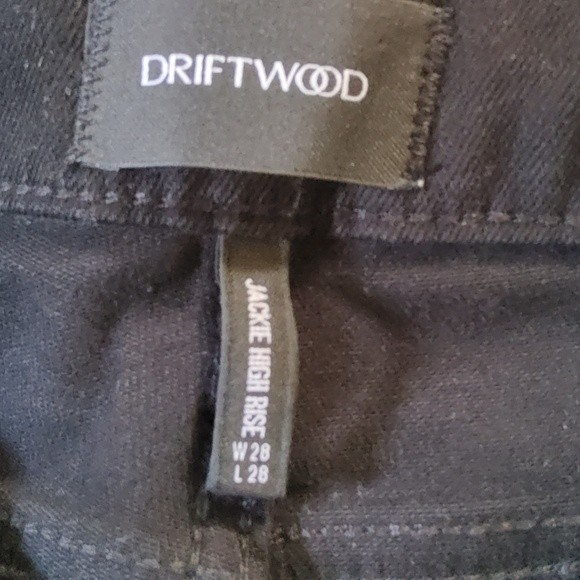 DRIFTWOOD
JACKIE HIGH RISE
W 28
L 28